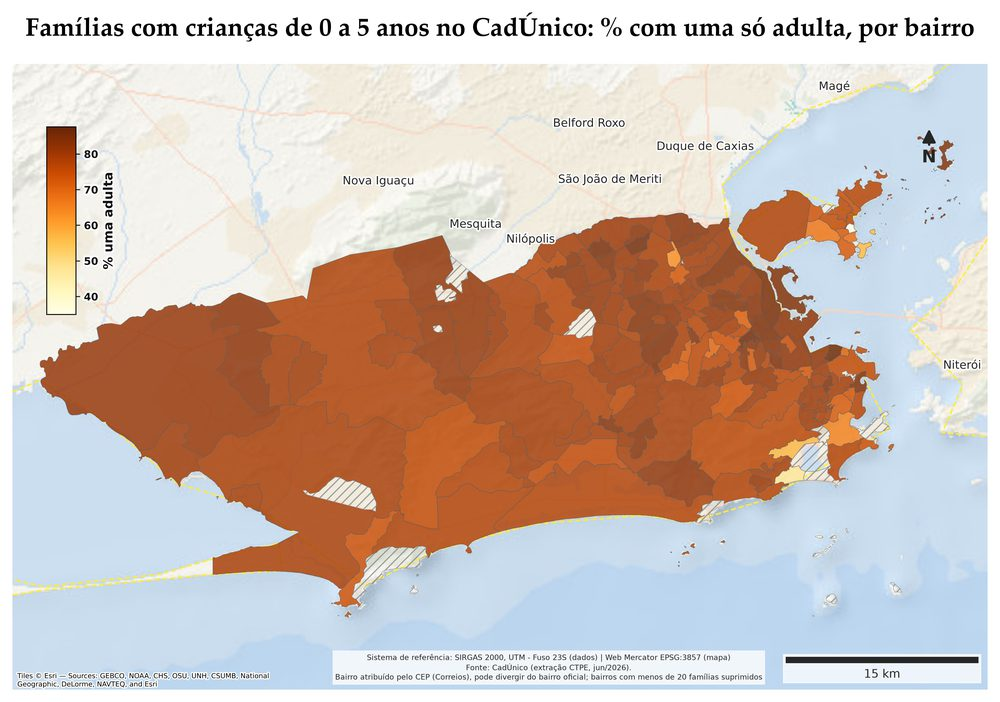 Famílias com crianças de 0 a 5 anos no CadÚnico: % com uma só adulta, por bairro
Magé
Belford Roxo
Duque de Caxias
N
Nova Iguaçu
São João de Meriti
Mesquita
Nilópolis
80
70
60
50
40
% uma adulta
Niterói
Sistema de referência: SIRGAS 2000, UTM - Fuso 23S (dados) | Web Mercator EPSG:3857 (mapa)
Fonte: CadÚnico (extração CTPE, jun/2026).
Bairro atribuído pelo CEP (Correios), pode divergir do bairro oficial; bairros com menos de 20 famílias suprimidos
15 km
Tiles © Esri — Sources: GEBCO, NOAA, CHS, OSU, UNH, CSUMB, National
Geographic, DeLorme, NAVTEQ, and Esri